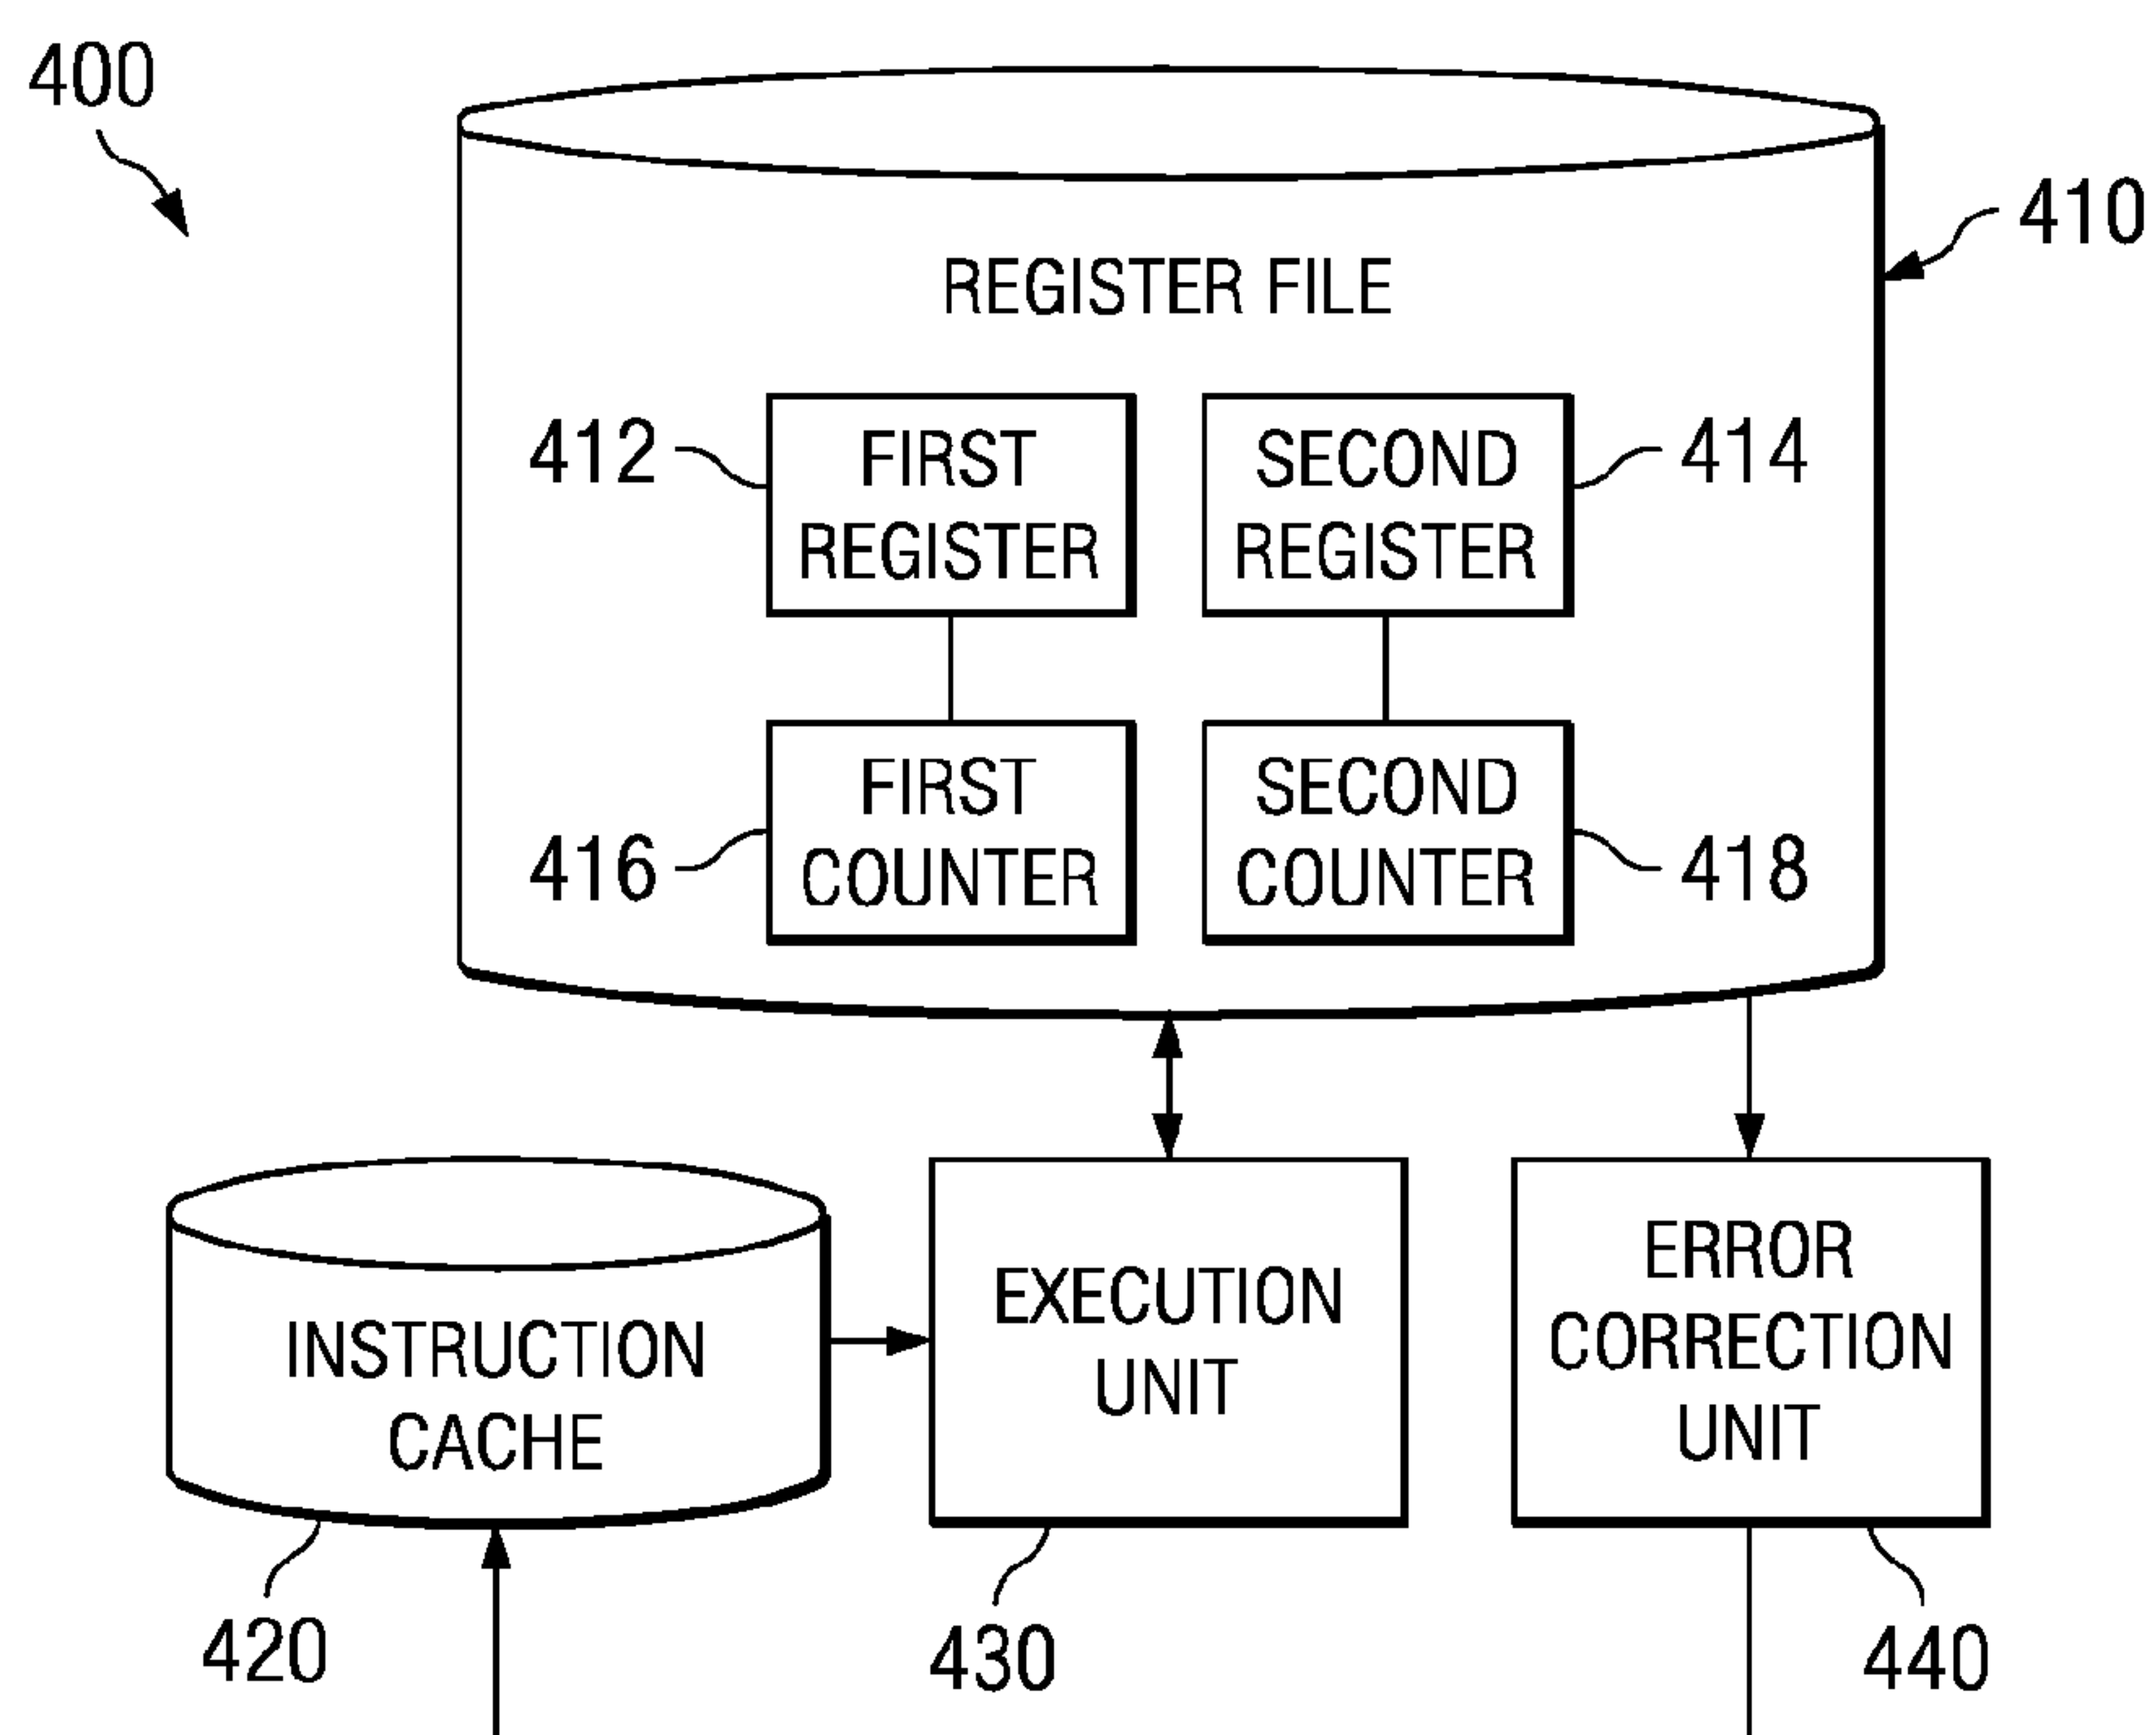 400
410
REGISTER FILE
412
FIRST
REGISTER
SECOND
REGISTER
414
416
FIRST
COUNTER
SECOND
COUNTER
418
INSTRUCTION
CACHE
EXECUTION
UNIT
ERROR
CORRECTION
UNIT
420
430
440